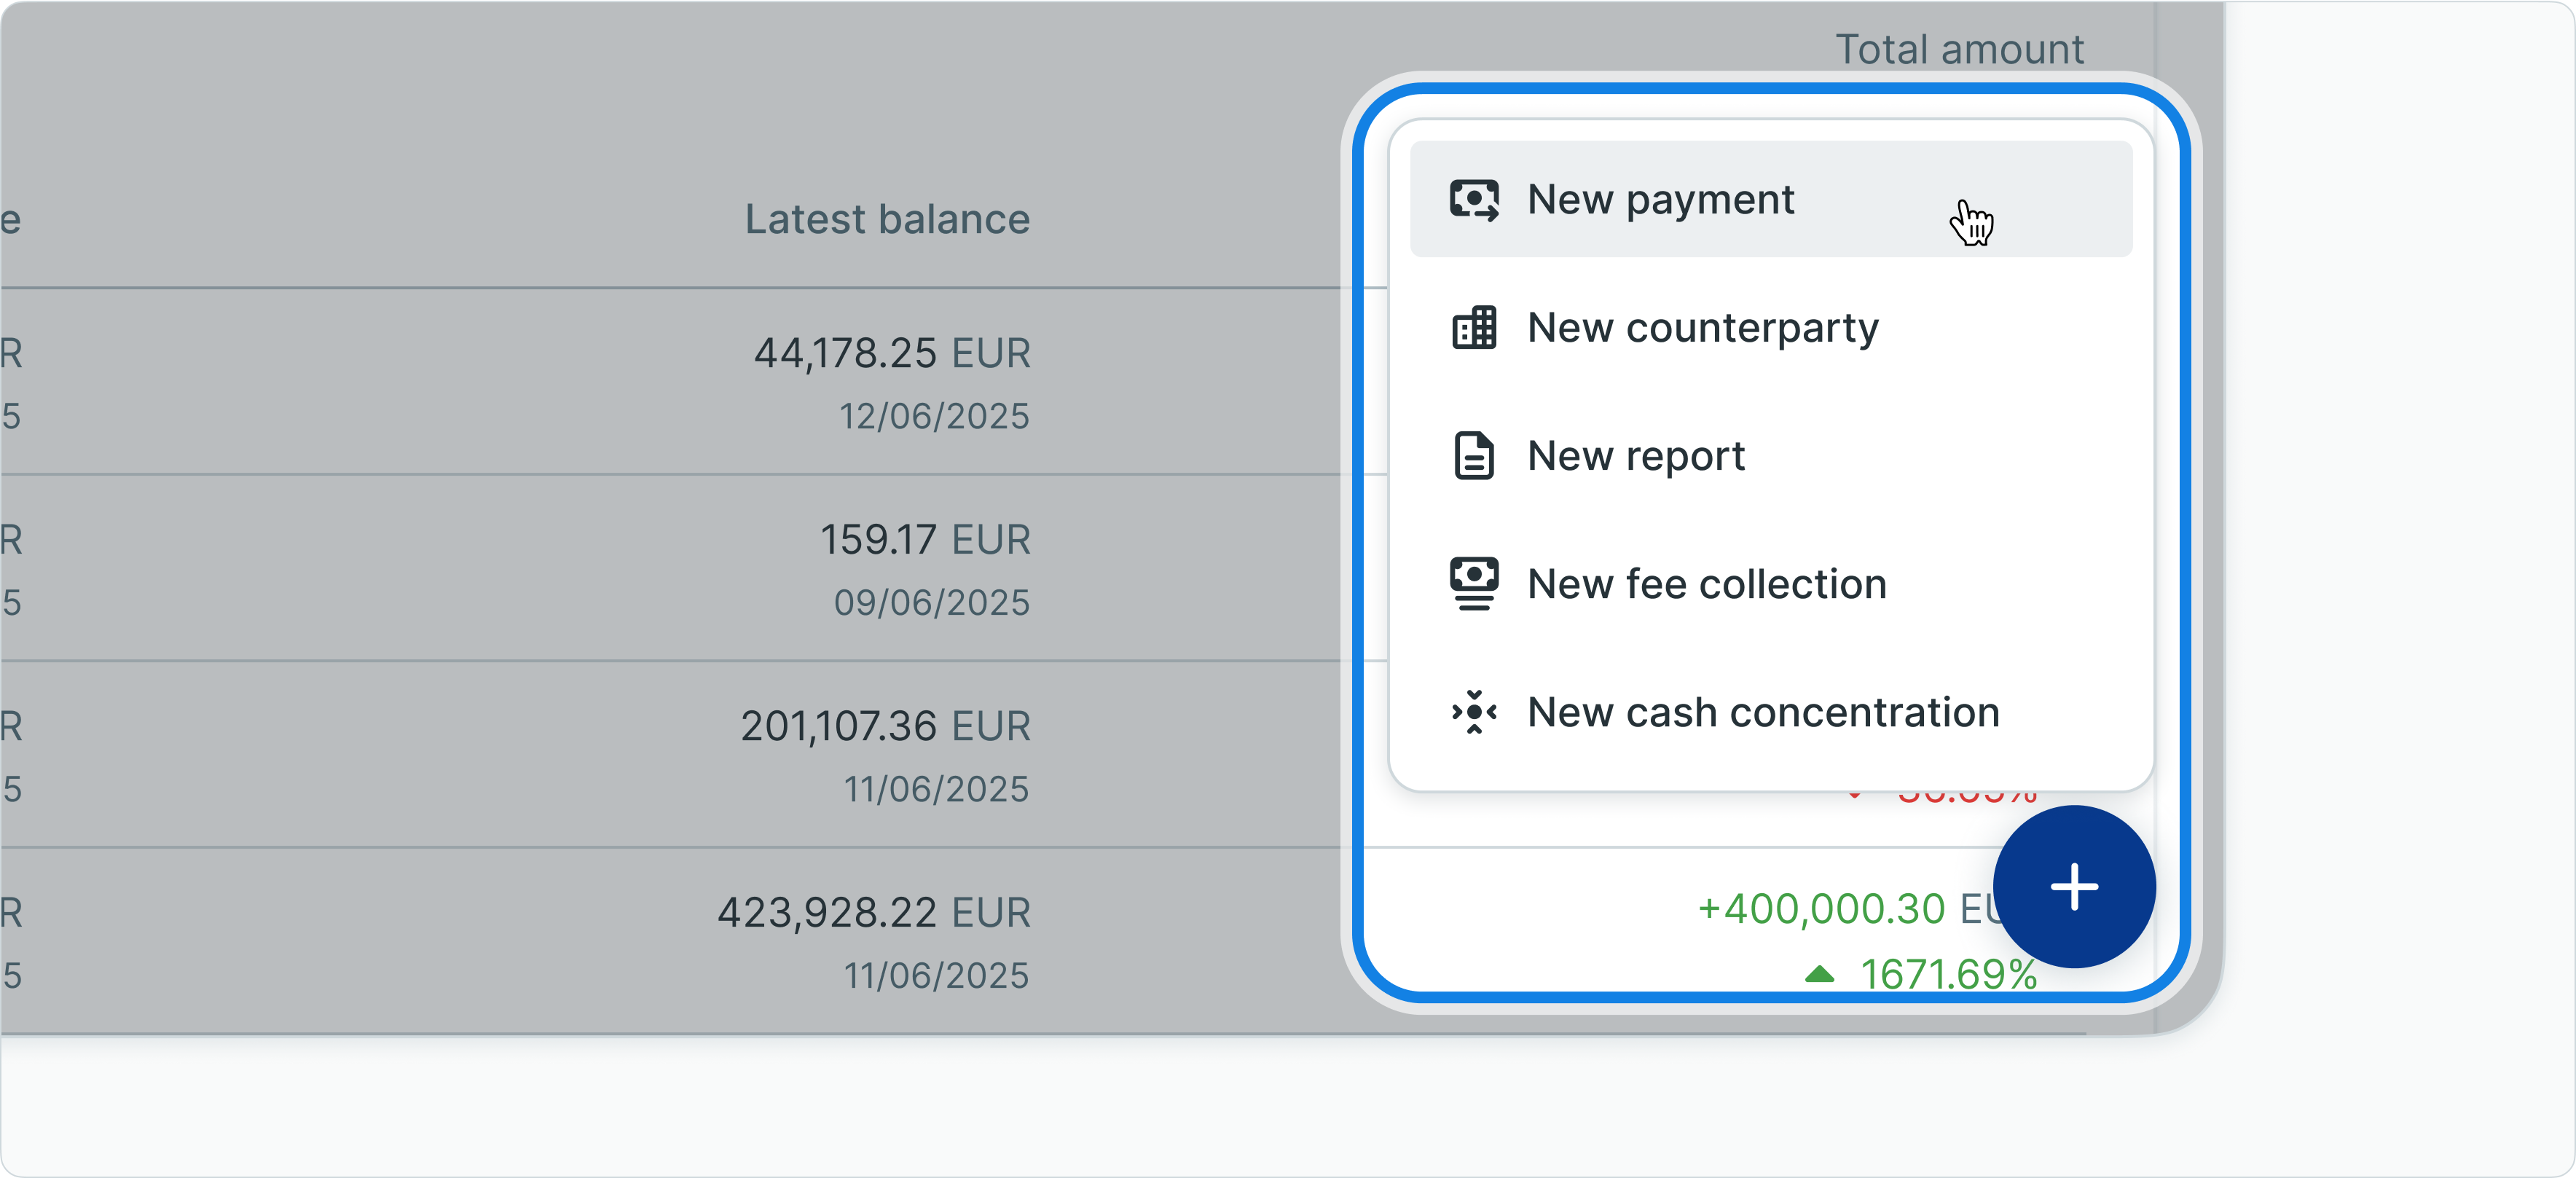 Total amount
e
Latest balance
New payment
New counterparty
New report
New fee collection
New cash concentration
R
44,178.25 EUR
5
12/06/2025
R
159.17 EUR
5
09/06/2025
R
201,107.36 EUR
5
11/06/2025
R
423,928.22 EUR
+400,000.30 EU
5
11/06/2025
1671.69%